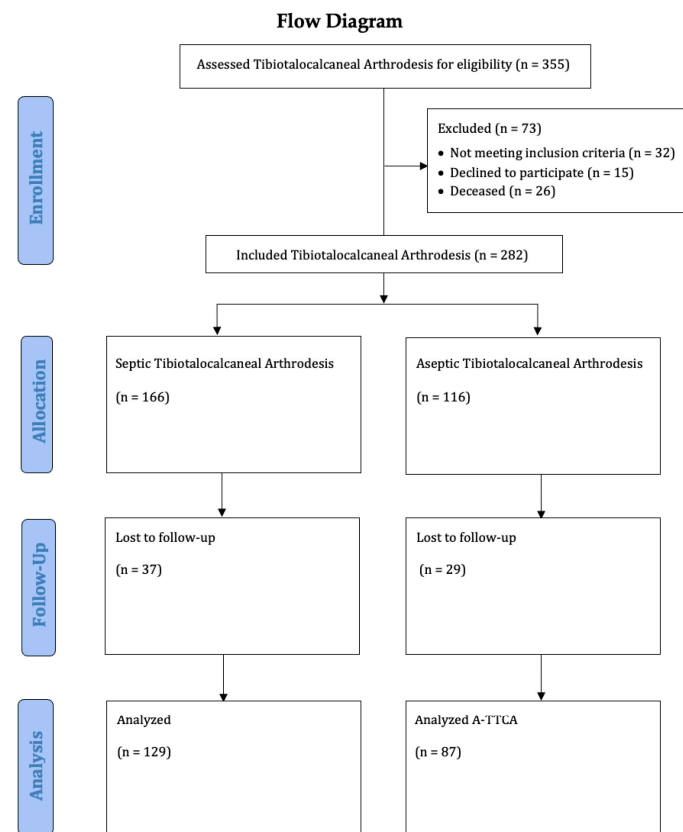 Flow Diagram
Assessed Tibiotalocalcaneal Arthrodesis for eligibility (n = 355)
Enrollment
Excluded (n = 73)
• Not meeting inclusion criteria (n = 32)
• Declined to participate (n = 15)
• Deceased (n = 26)
Included Tibiotalocalcaneal Arthrodesis (n = 282)
Allocation
Septic Tibiotalocalcaneal Arthrodesis
(n = 166)
Aseptic Tibiotalocalcaneal Arthrodesis
(n = 116)
Follow-Up
Lost to follow-up
(n = 37)
Lost to follow-up
(n = 29)
Analysis
Analyzed
(n = 129)
Analyzed A-TTCA
(n = 87)